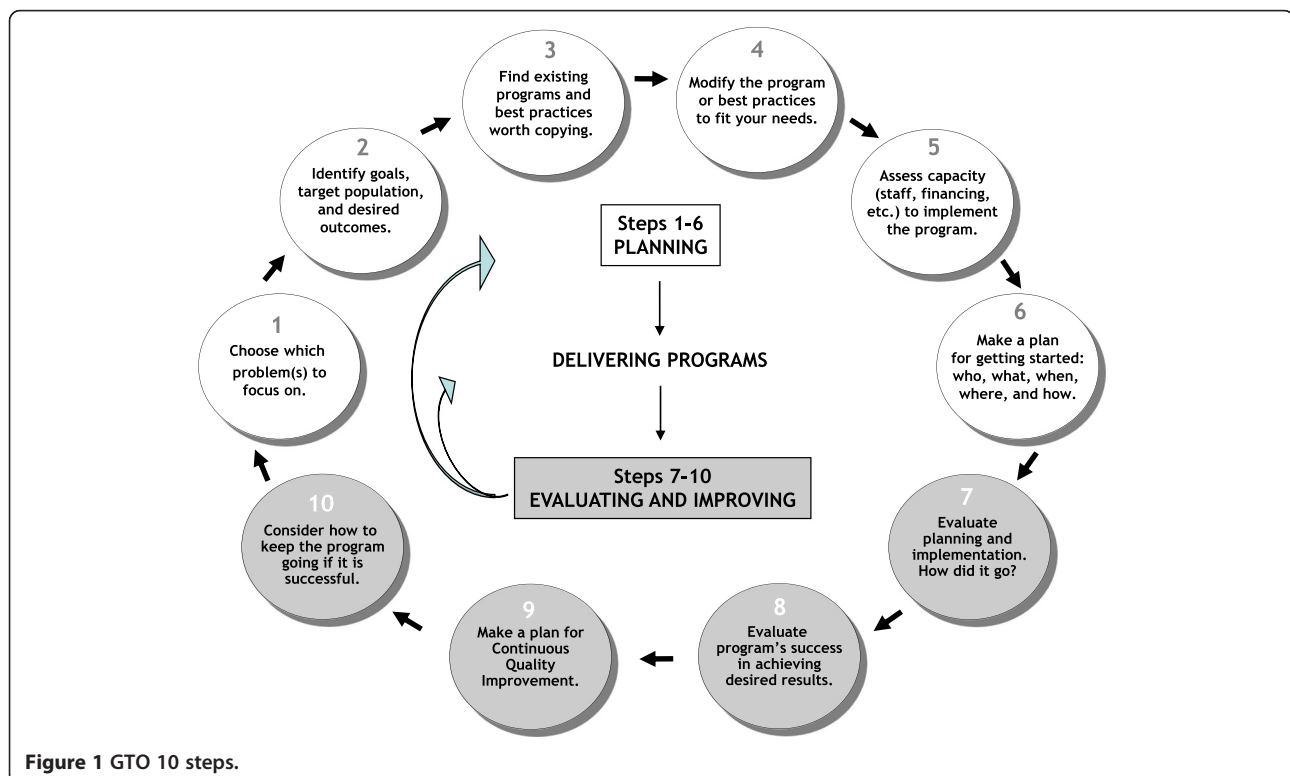 1
Choose which
problem(s) to
focus on.
2
Identify goals,
target population,
and desired
outcomes.
3
Find existing
programs and
best practices
worth copying.
4
Modify the program
or best practices
to fit your needs.
5
Assess capacity
(staff, financing,
etc.) to implement
the program.
6
Make a plan
for getting started:
who, what, when,
where, and how.
7
Evaluate
planning and
implementation.
How did it go?
8
Evaluate
program's success
in achieving
desired results.
9
Make a plan for
Continuous
Quality
Improvement.
10
Consider how to
keep the program
going if it is
successful.
Steps 1-6
PLANNING
DELIVERING PROGRAMS
Steps 7-10
EVALUATING AND IMPROVING
Figure 1 GTO 10 steps.